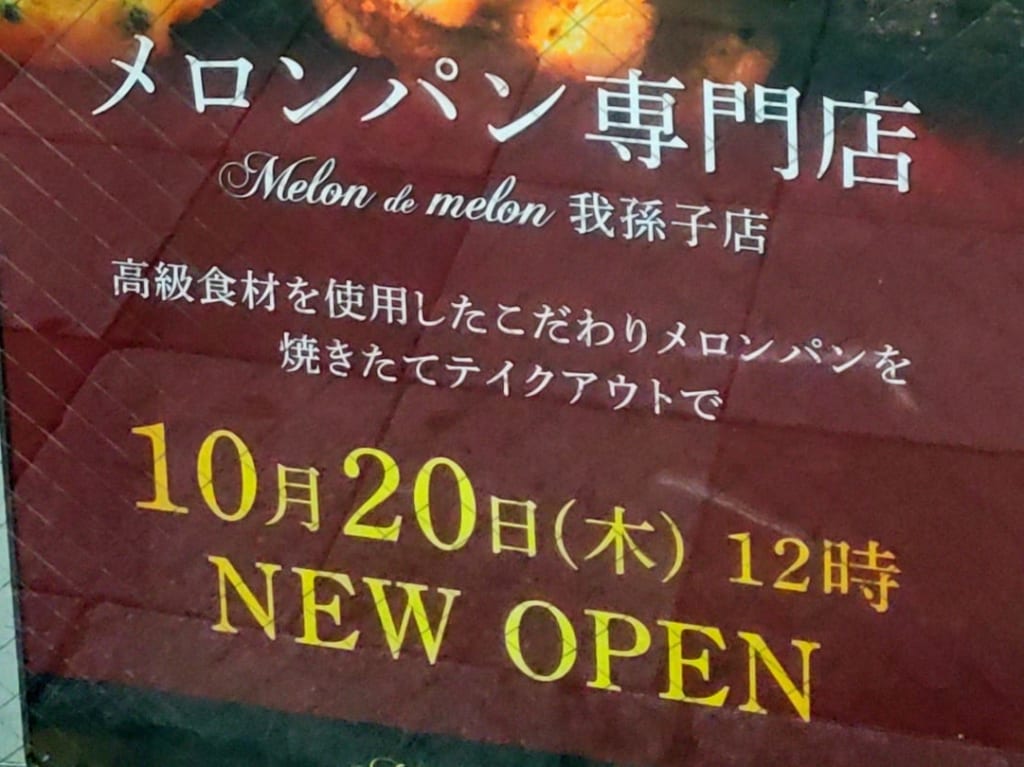 メロンパン専門店
Melon de melon 我孫子店
高級食材を使用したこだわりメロンパンを
焼きたてテイクアウトで
10月20日(木) 12時
NEW OPEN